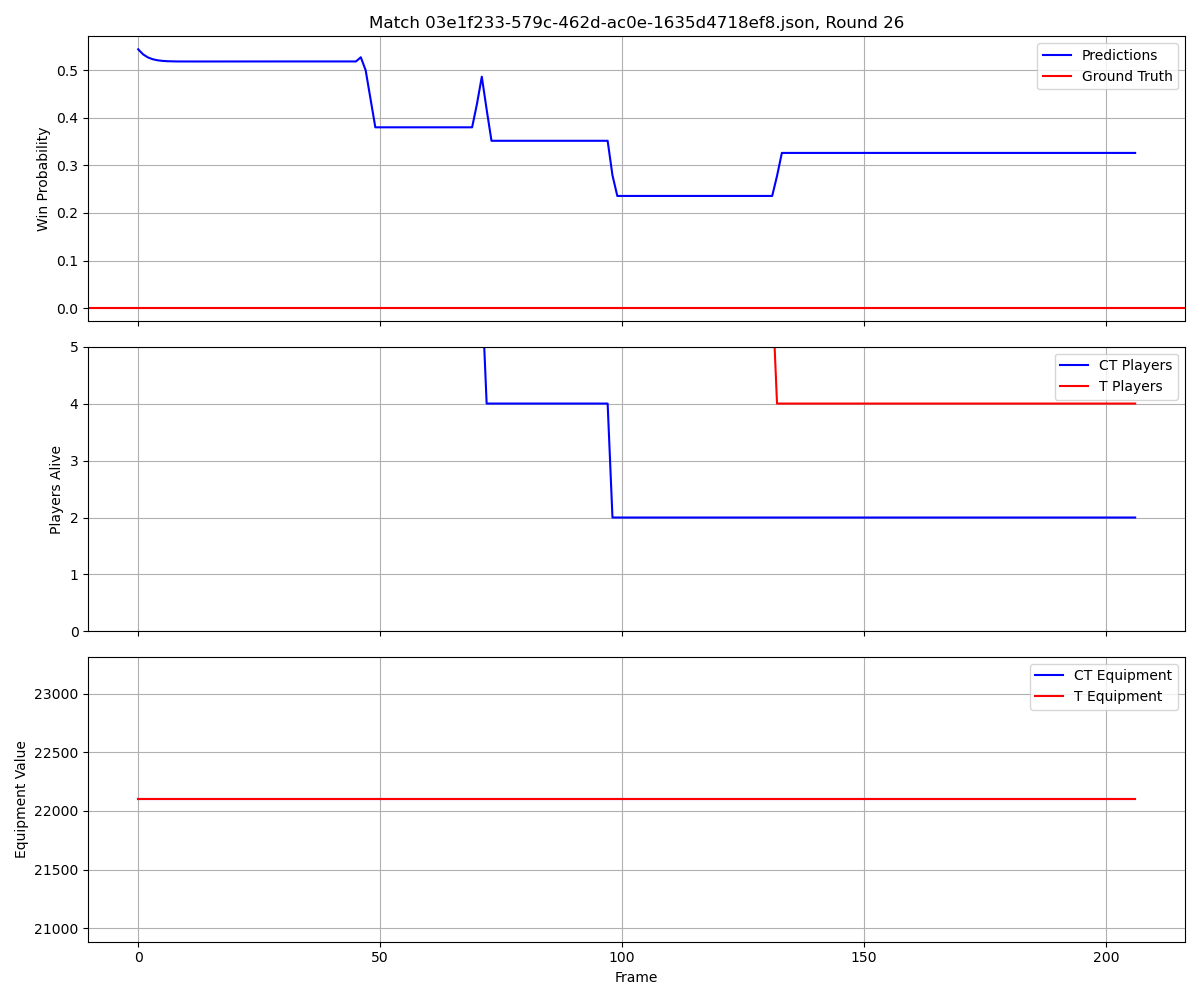 Match 03e1f233-579c-462d-ac0e-1635d4718ef8.json, Round 26
Win Probability
0.5
0.4
0.3
0.2
0.1
0.0
Predictions
Ground Truth
Players Alive
5
4
3
2
1
0
CT Players
T Players
Equipment Value
23000
22500
22000
21500
21000
CT Equipment
T Equipment
0
50
100
150
200
Frame